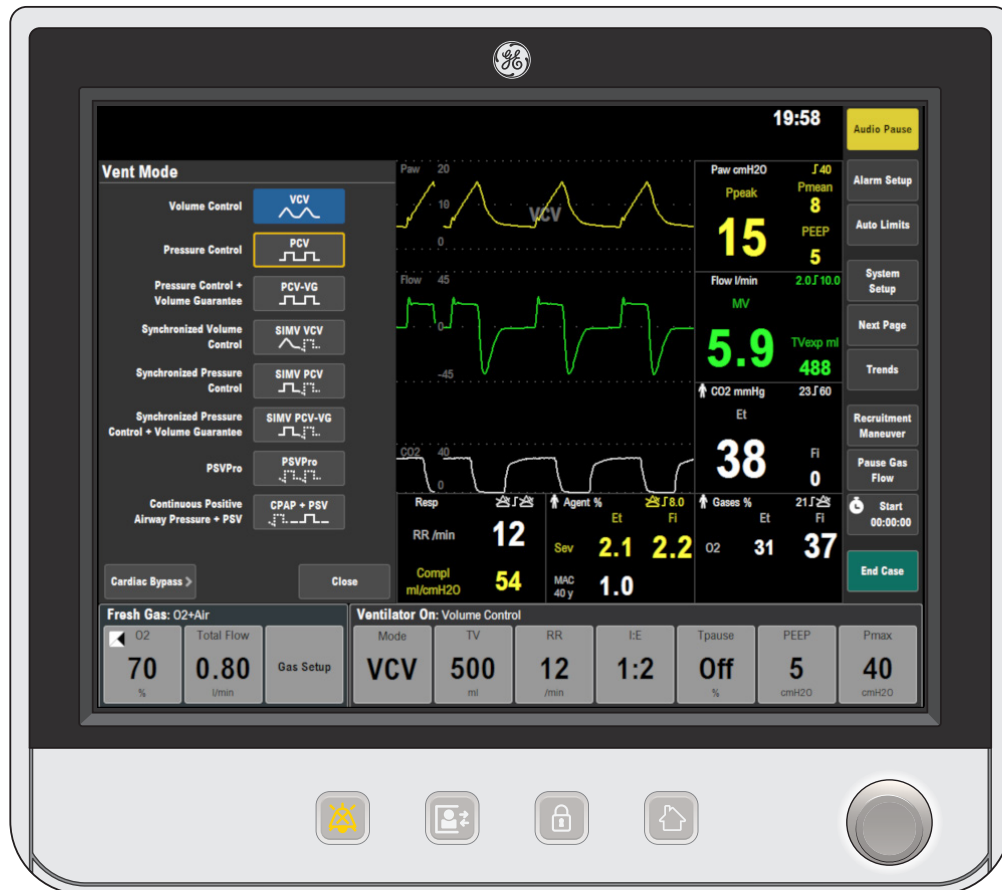 GE
19:58
Audio Pause
Vent Mode
Volume Control
VCV
Pressure Control
PCV
Pressure Control +
Volume Guarantee
PCV-VG
Synchronized Volume
Control
SIMV VCV
Synchronized Pressure
Control
SIMV PCV
Synchronized Pressure
Control + Volume Guarantee
SIMV PCV-VG
PSVPro
PSVPro
Continuous Positive
Airway Pressure + PSV
CPAP + PSV
Cardiac Bypass >
Close
Paw 20
10
0
VCV
Flow 45
0
-45
CO2 40
0
Paw cmH2O 40
Ppeak
15
Pmean
8
PEEP
5
Flow l/min 2.0 10.0
MV
5.9
TVexp ml
488
CO2 mmHg 23 60
Et
38
Fi
0
Resp
RR /min 12
Compl
ml/cmH2O
54
Agent % 8.0
Et Fi
Sev 2.1 2.2
MAC
40 y
1.0
Gases % 21
Et Fi
O2 31 37
Alarm Setup
Auto Limits
System
Setup
Next Page
Trends
Recruitment
Maneuver
Pause Gas
Flow
Start
00:00:00
End Case
Fresh Gas: O2+Air
O2
70
%
Total Flow
0.80
l/min
Gas Setup
Ventilator On: Volume Control
Mode
VCV
TV
500
ml
RR
12
/min
I:E
1:2
Tpause
Off
%
PEEP
5
cmH2O
Pmax
40
cmH2O